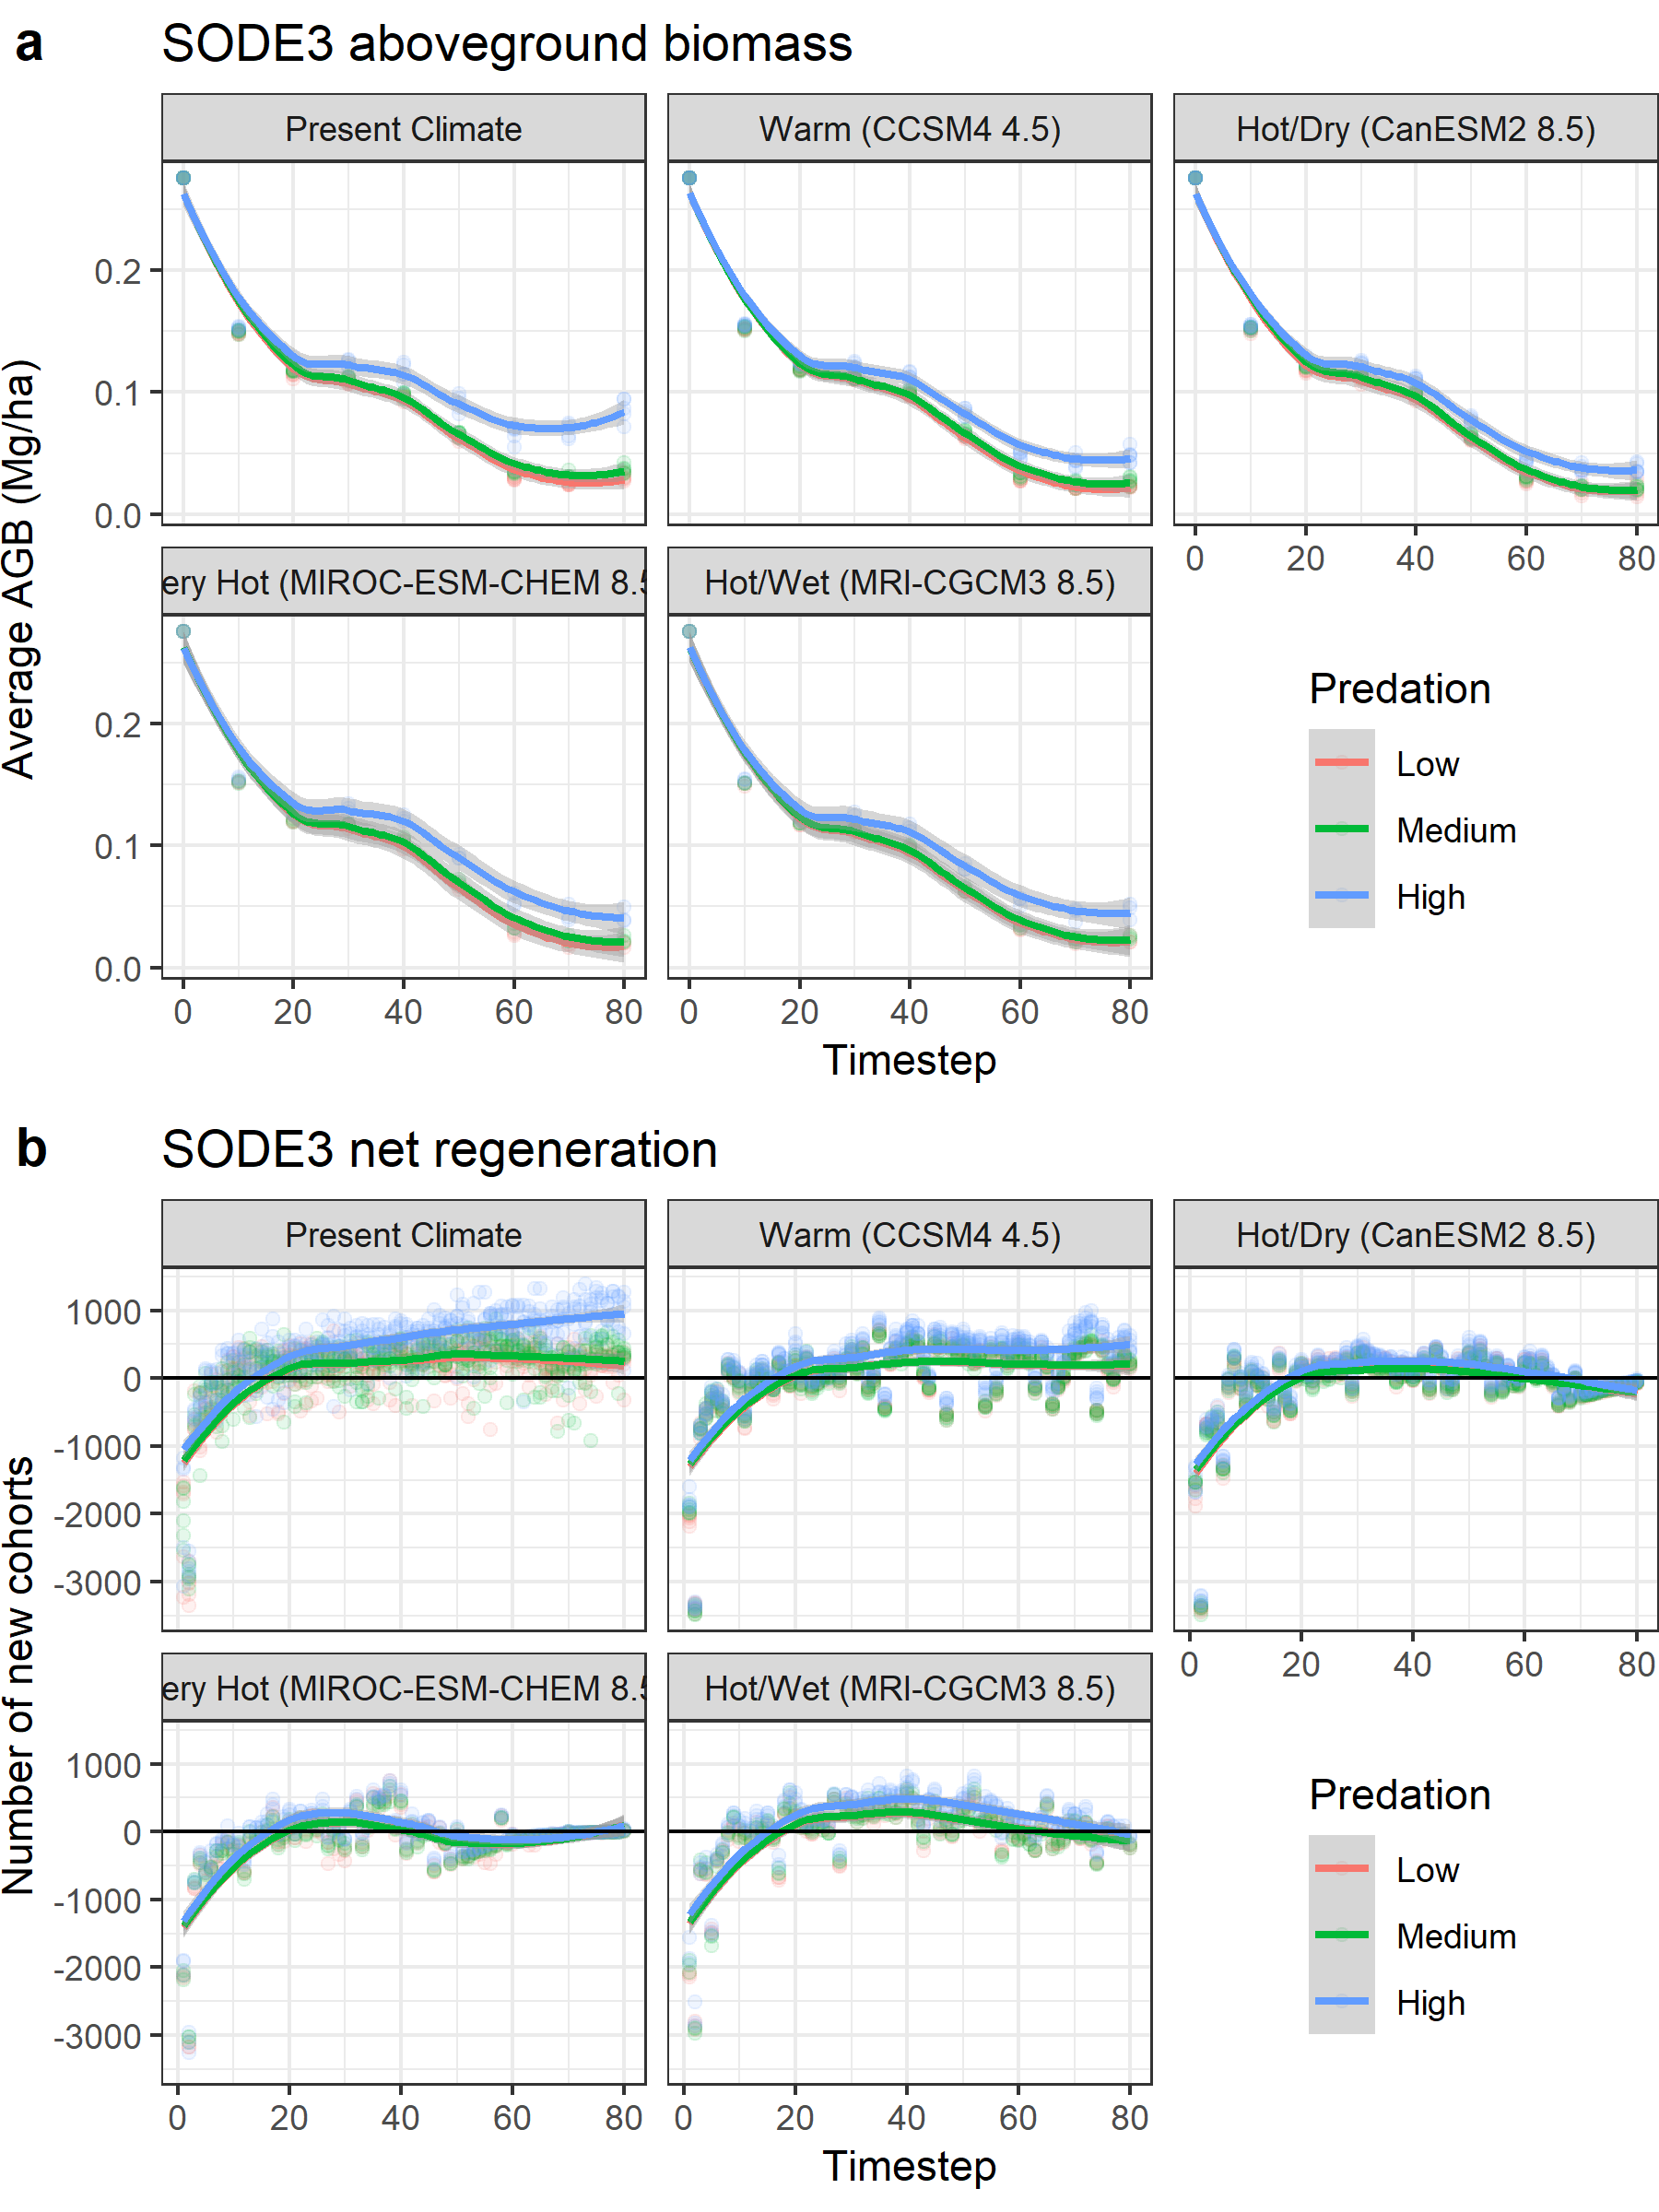 a SODE3 aboveground biomass
Present Climate
Warm (CCSM4 4.5)
Hot/Dry (CanESM2 8.5)
0.2
0.1
0.0
0 20 40 60 80
ery Hot (MIROC-ESM-CHEM 8.5
Hot/Wet (MRI-CGCM3 8.5)
0.2
0.1
0.0
0 20 40 60 80
0 20 40 60 80
Average AGB (Mg/ha)
Timestep
Predation
Low
Medium
High
b SODE3 net regeneration
Present Climate
Warm (CCSM4 4.5)
Hot/Dry (CanESM2 8.5)
1000
0
-1000
-2000
-3000
0 20 40 60 80
ery Hot (MIROC-ESM-CHEM 8.5
Hot/Wet (MRI-CGCM3 8.5)
1000
0
-1000
-2000
-3000
0 20 40 60 80
0 20 40 60 80
Number of new cohorts
Timestep
Predation
Low
Medium
High